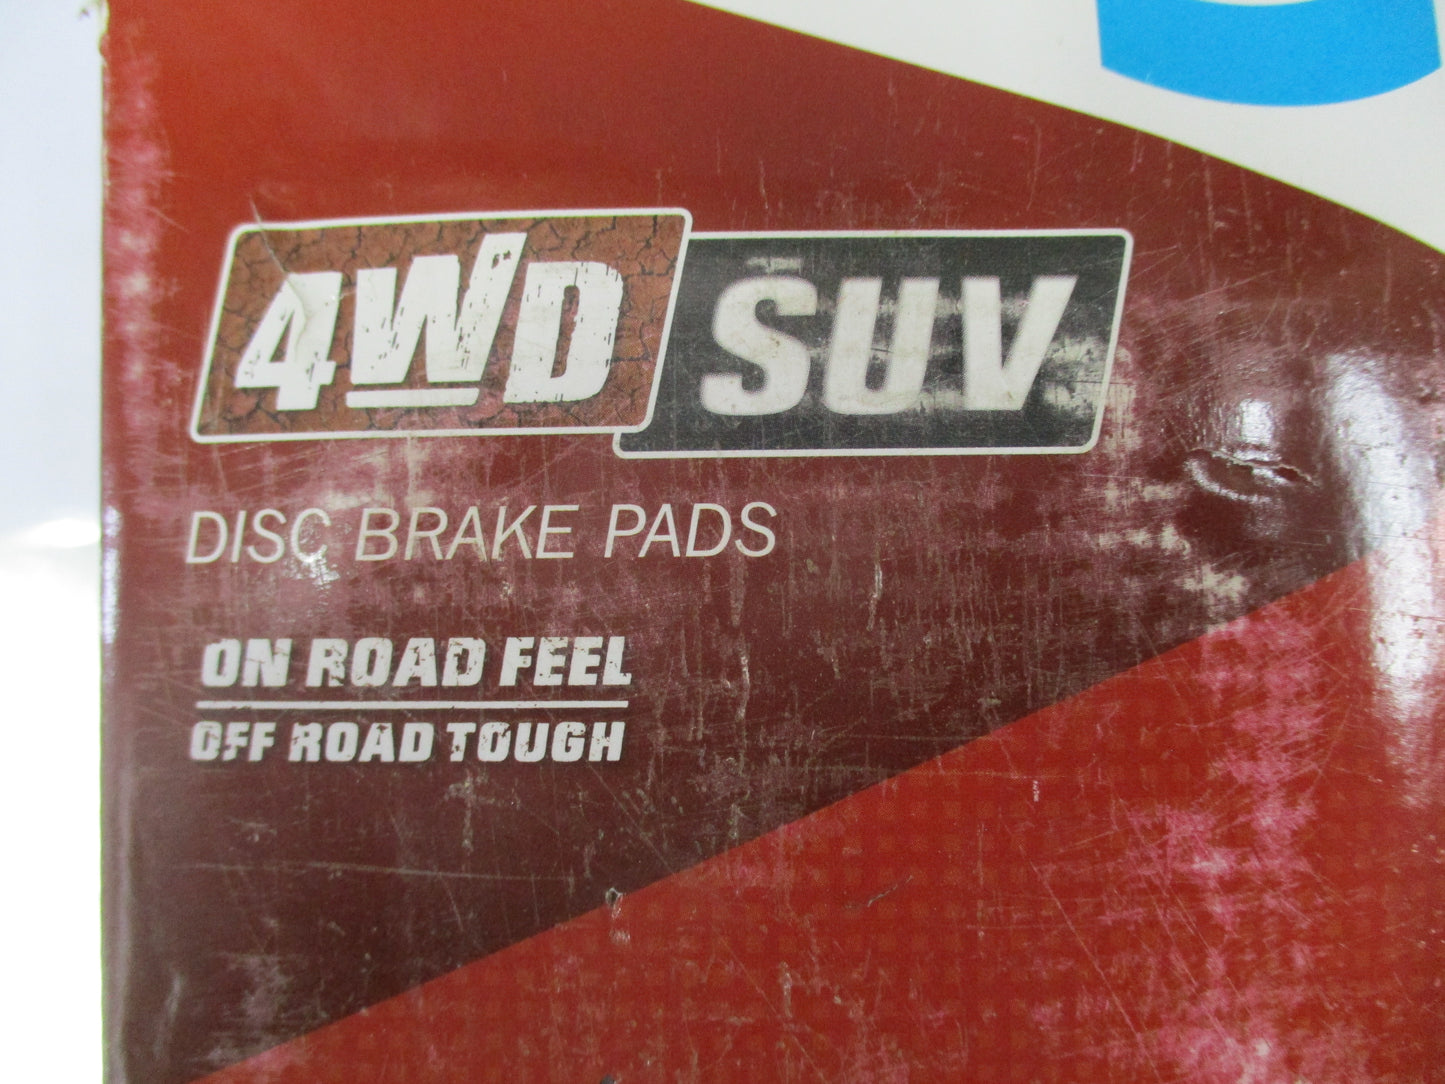 4WD SUV
DISC BRAKE PADS
ON ROAD FEEL
OFF ROAD TOUGH